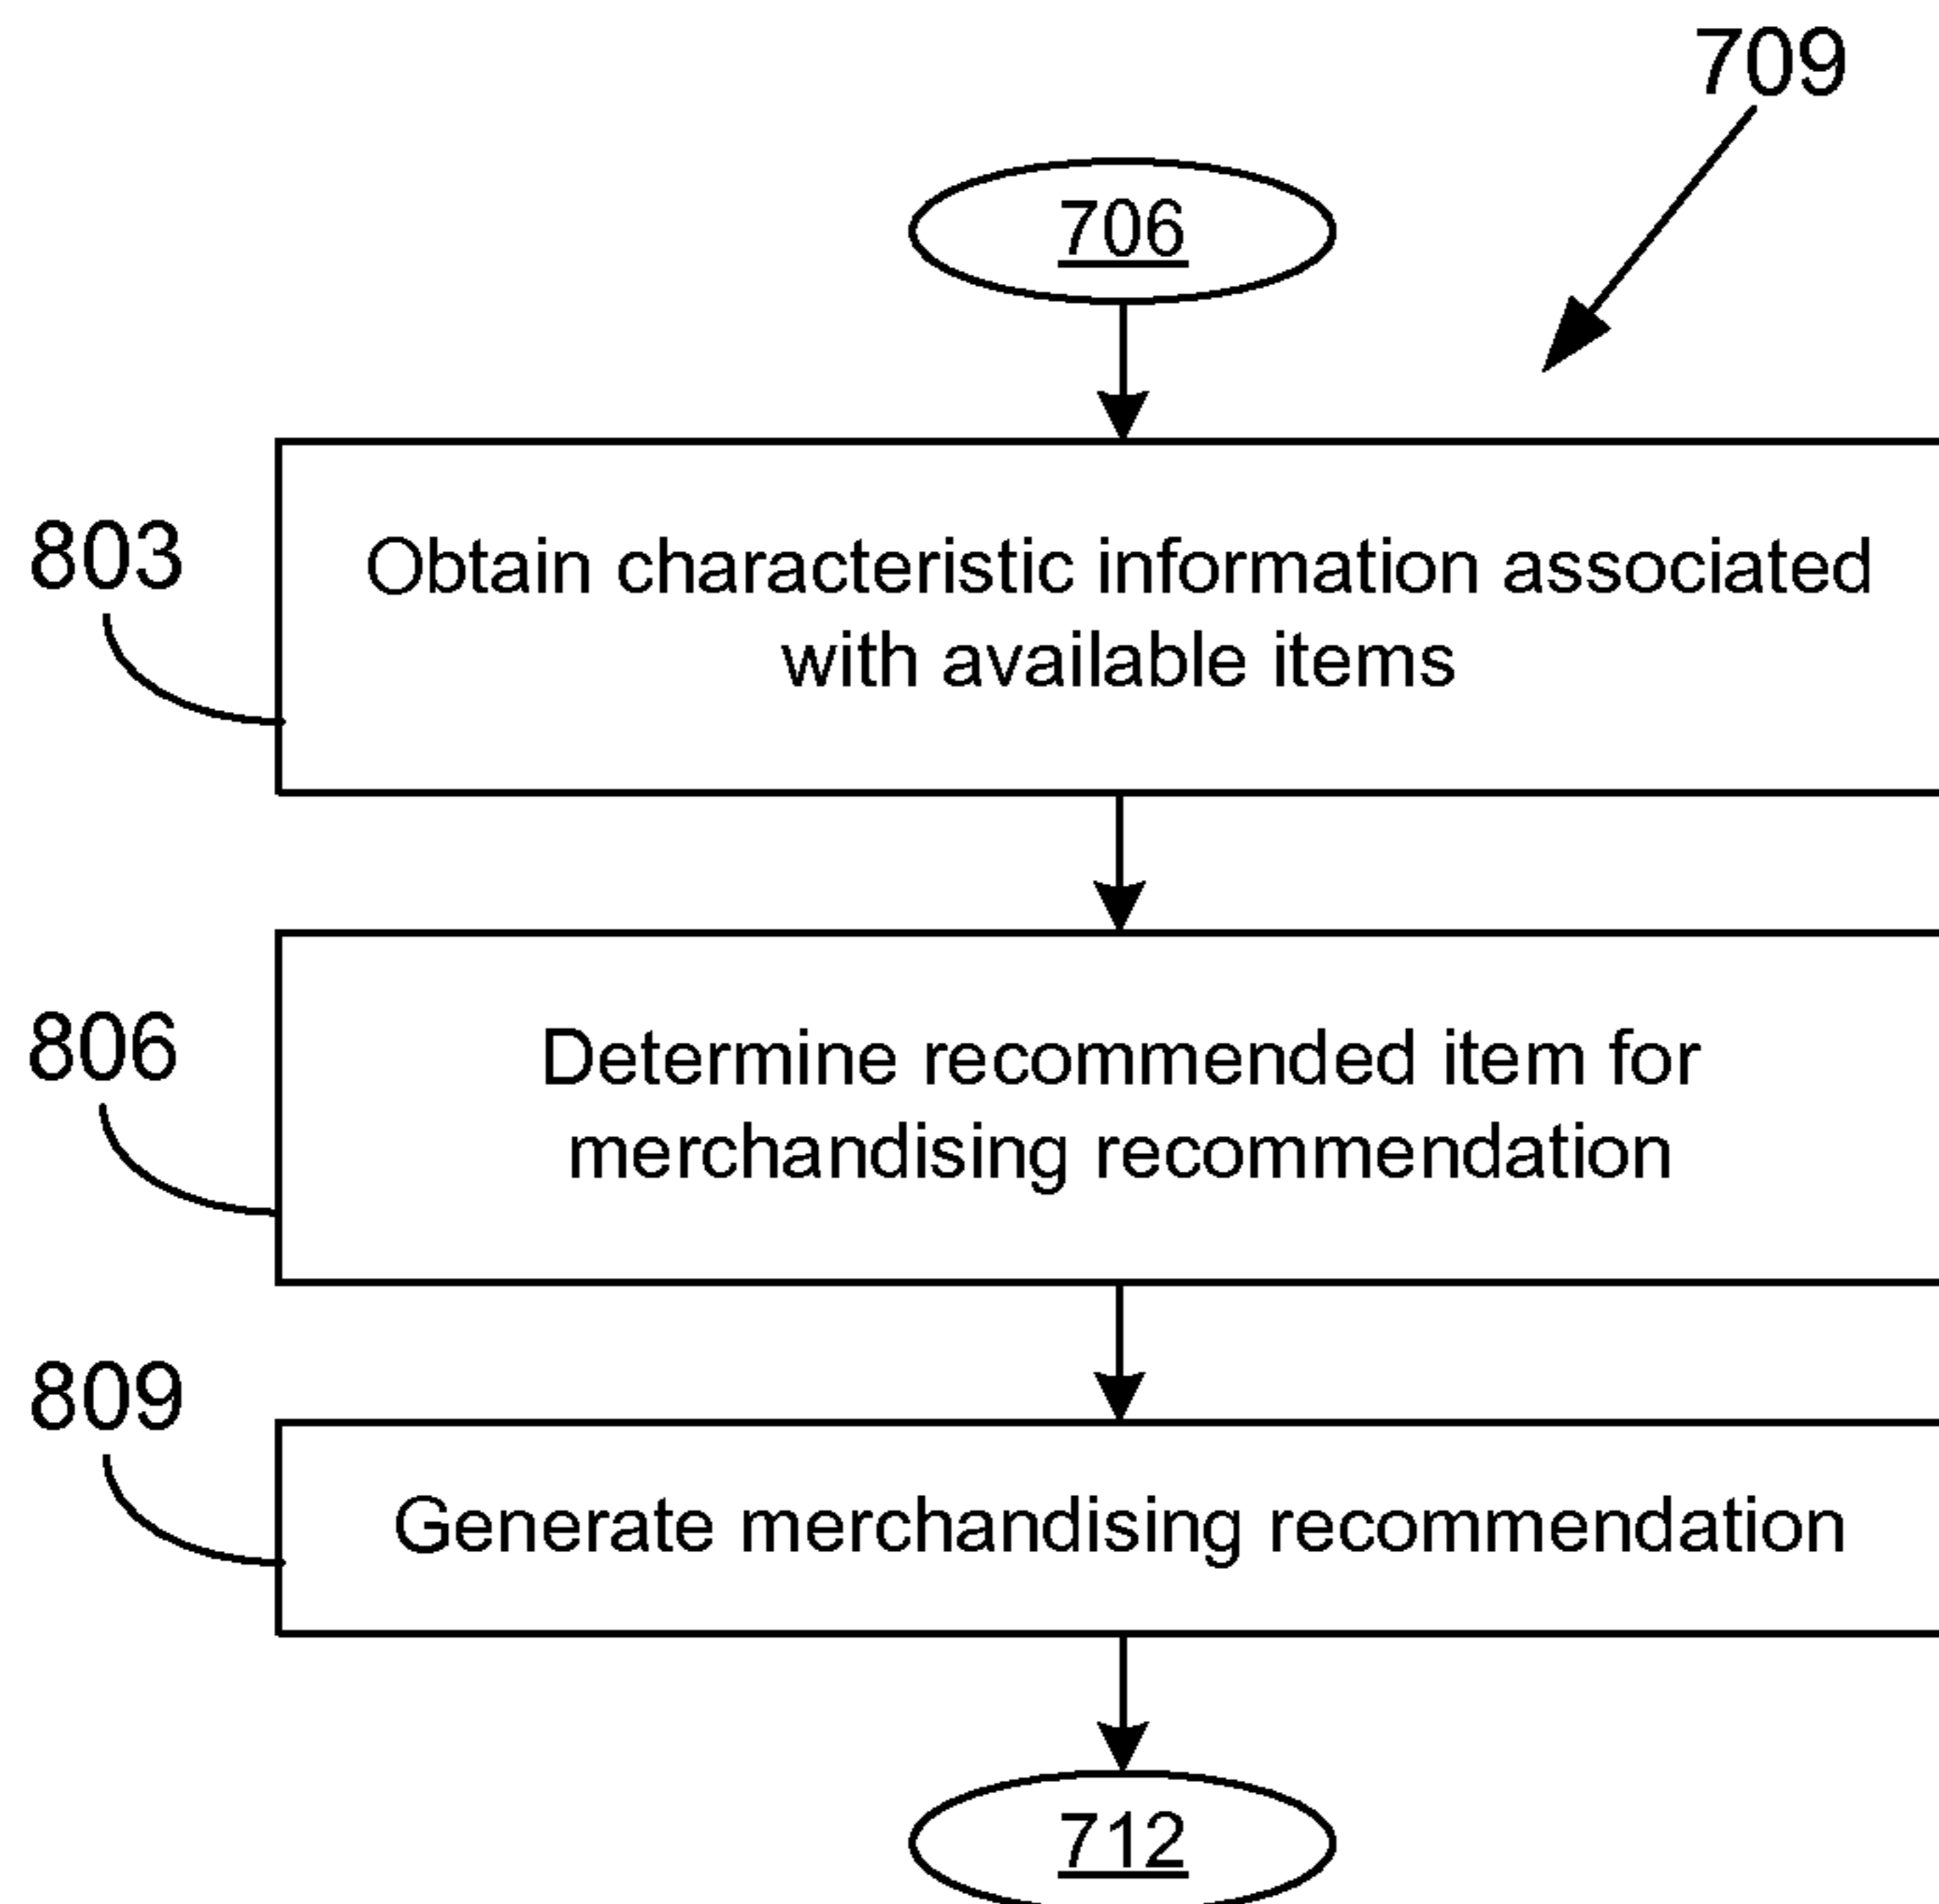 709
706
803
Obtain characteristic information associated
with available items
806
Determine recommended item for
merchandising recommendation
809
Generate merchandising recommendation
712